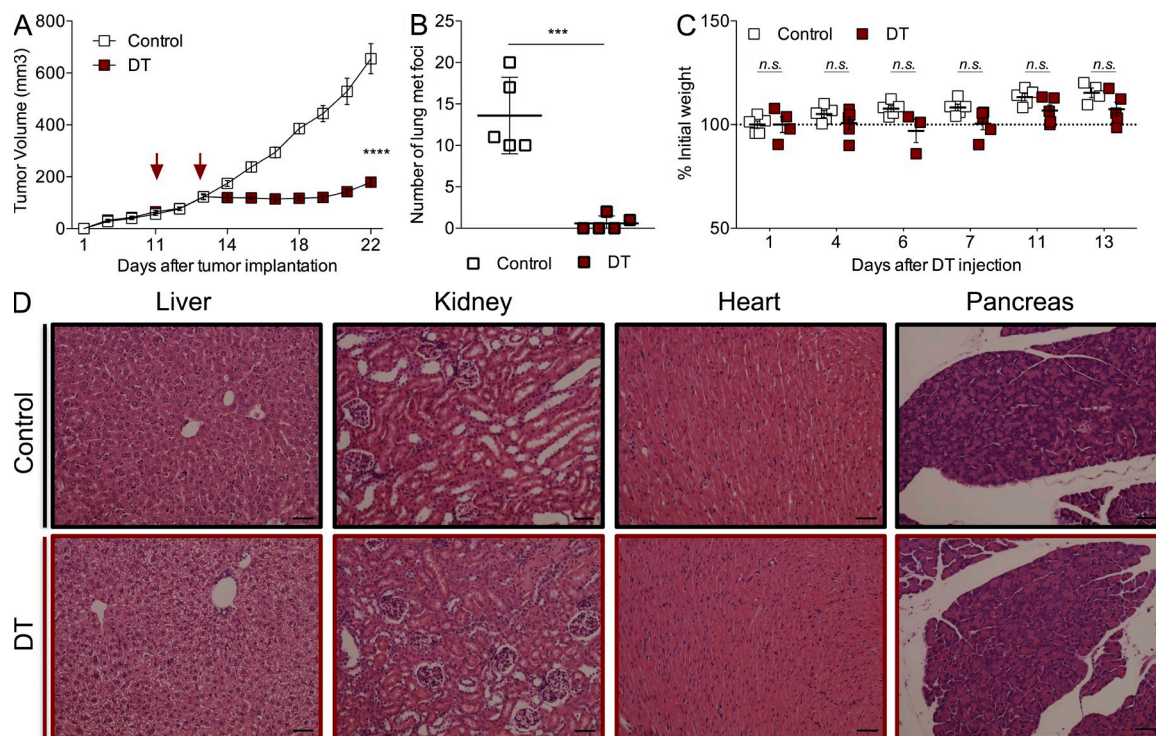 A
Tumor Volume (mm3)
800
600
400
200
0
Control
DT
****
1 11 14 18 22
Days after tumor implantation
B
Number of lung met foci
25
20
15
10
5
0
***
Control DT
C
% Initial weight
150
100
50
Control DT
n.s. n.s. n.s. n.s. n.s. n.s.
1 4 6 7 11 13
Days after DT injection
D
Liver Kidney Heart Pancreas
Control
DT